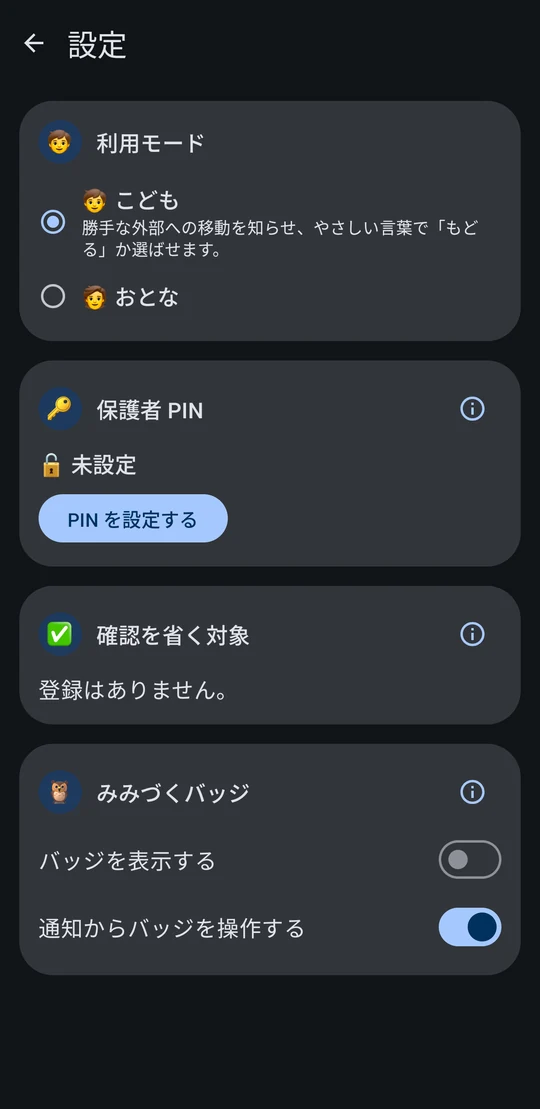 設定
利用モード
こども
勝手な外部への移動を知らせ、やさしい言葉で「もど
る」か選ばせます。
おとな
保護者 PIN
未設定
PIN を設定する
確認を省く対象
登録はありません。
みみづくバッジ
バッジを表示する
通知からバッジを操作する